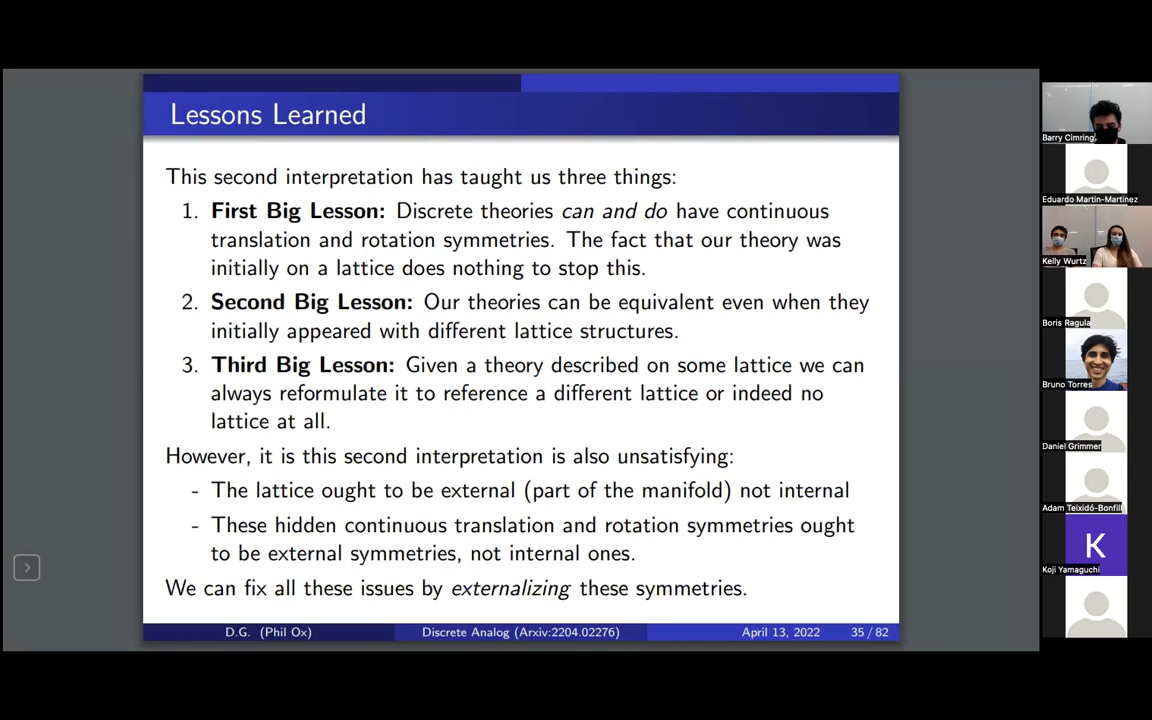 Lessons Learned
This second interpretation has taught us three things:
1. First Big Lesson: Discrete theories can and do have continuous
translation and rotation symmetries. The fact that our theory was
initially on a lattice does nothing to stop this.
2. Second Big Lesson: Our theories can be equivalent even when they
initially appeared with different lattice structures.
3. Third Big Lesson: Given a theory described on some lattice we can
always reformulate it to reference a different lattice or indeed no
lattice at all.
However, it is this second interpretation is also unsatisfying:
- The lattice ought to be external (part of the manifold) not internal
- These hidden continuous translation and rotation symmetries ought
to be external symmetries, not internal ones.
We can fix all these issues by externalizing these symmetries.
D.G. (Phil Ox) Discrete Analog (Arxiv:2204.02276) April 13, 2022 35 / 82
Barry Cimring
Eduardo Martin-Martinez
Kelly Wurtz
Boris Ragula
Bruno Torres
Daniel Grimmer
Adam Teixidó-Bonfill
K
Koji Yamaguchi